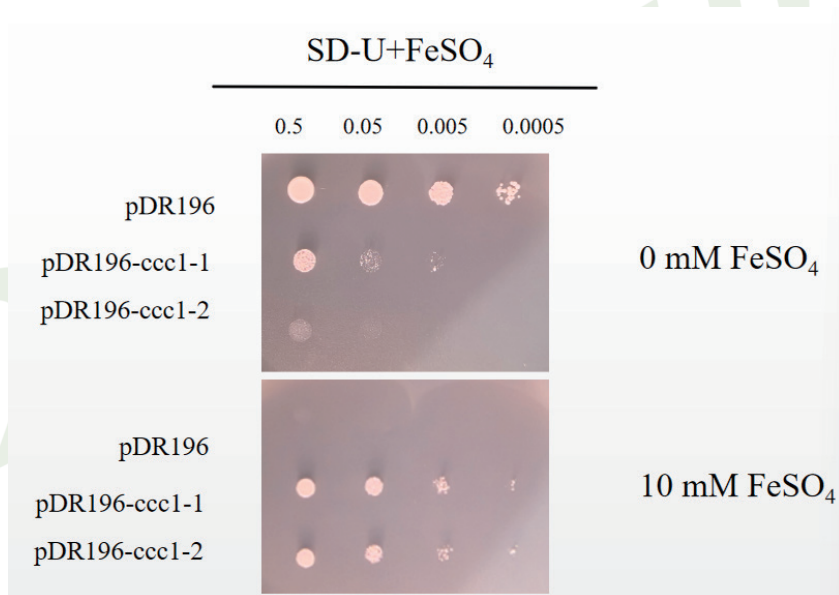 SD-U+FeSO₄
0.5 0.05 0.005 0.0005
pDR196
pDR196-ccc1-1
pDR196-ccc1-2
0 mM FeSO₄
pDR196
pDR196-ccc1-1
pDR196-ccc1-2
10 mM FeSO₄